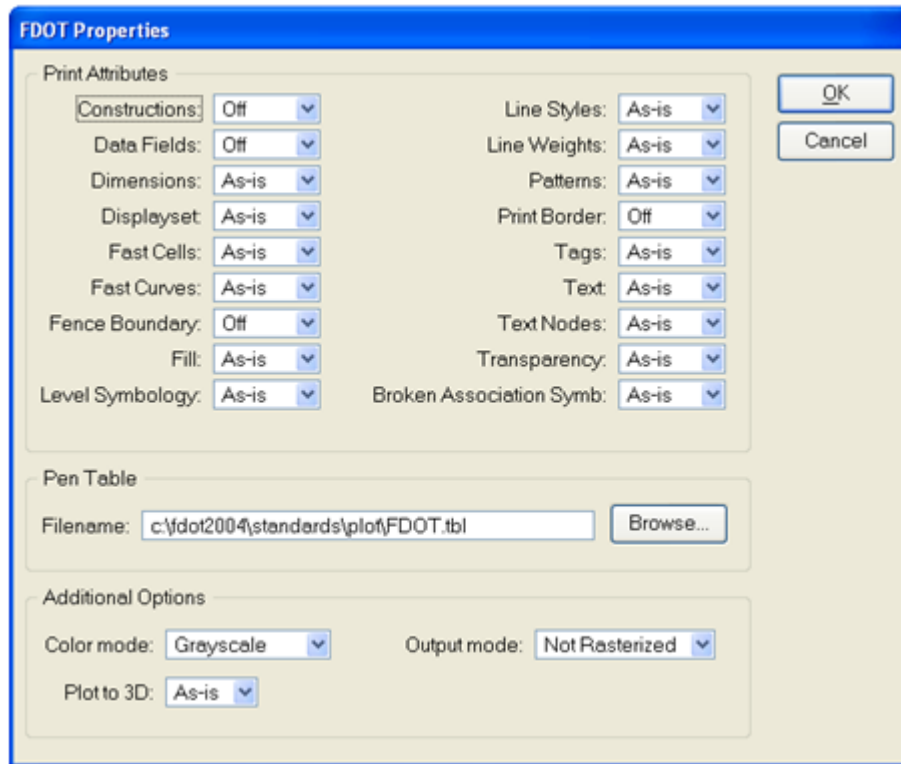 FDOT Properties
Print Attributes
Constructions: Off
Line Styles: As-is
OK
Data Fields: Off
Line Weights: As-is
Cancel
Dimensions: As-is
Patterns: As-is
Displayset: As-is
Print Border: Off
Fast Cells: As-is
Tags: As-is
Fast Curves: As-is
Text: As-is
Fence Boundary: Off
Text Nodes: As-is
Fill: As-is
Transparency: As-is
Level Symbology: As-is
Broken Association Symb: As-is
Pen Table
Filename: c:\fdot2004\standards\plot\FDOT.tbl
Browse...
Additional Options
Color mode: Grayscale
Output mode: Not Rasterized
Plot to 3D: As-is